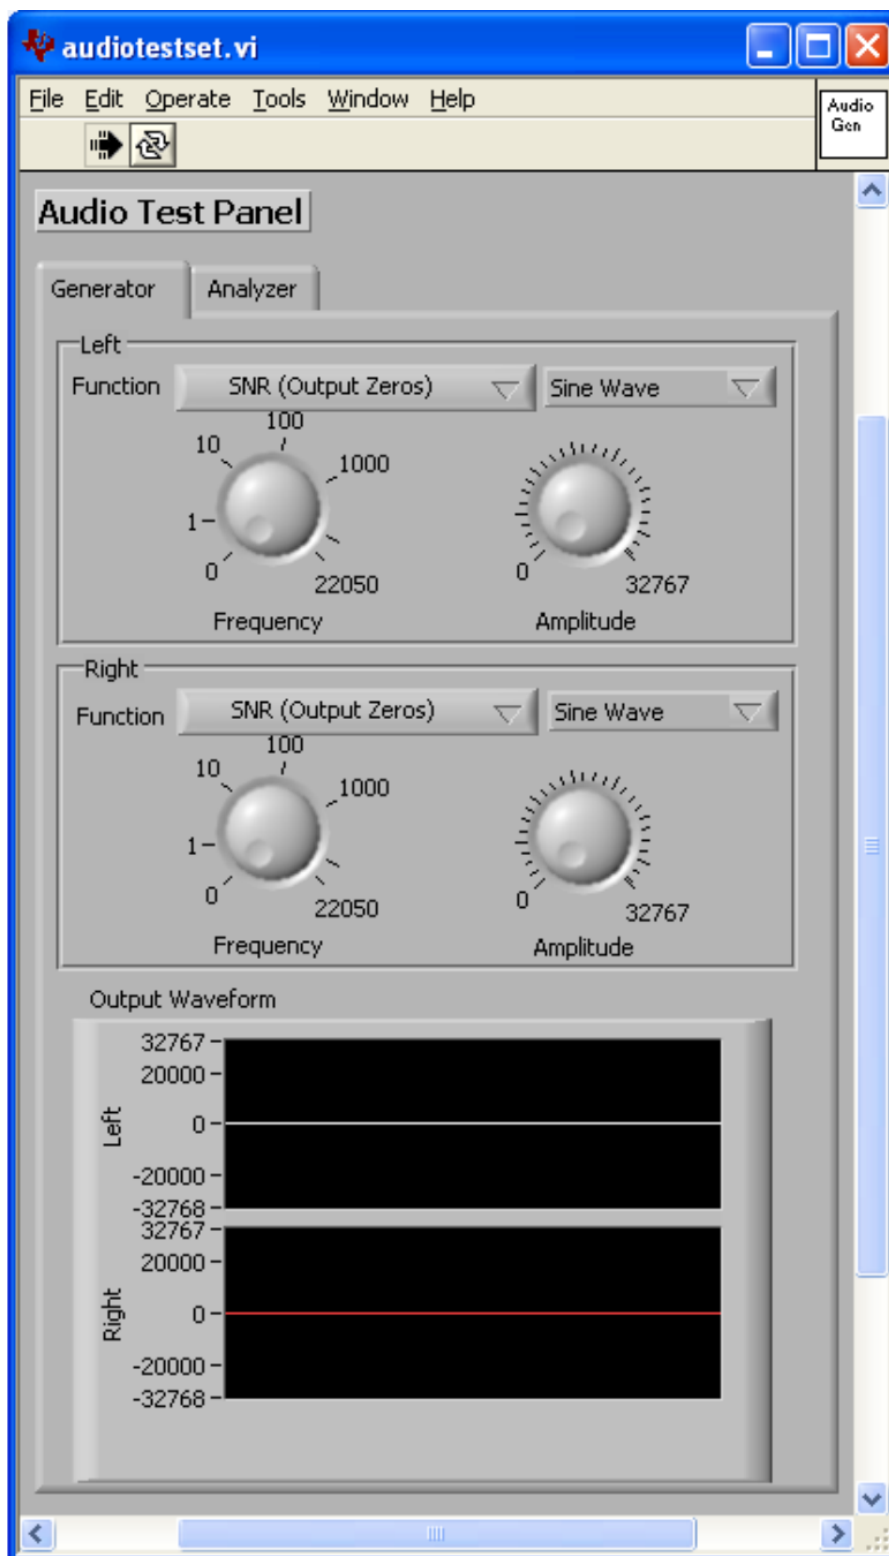 audiotestset.vi
File Edit Operate Tools Window Help
Audio
Gen
Audio Test Panel
Generator Analyzer
Left
Function SNR (Output Zeros) Sine Wave
100
10 1000
1
0 22050 0 32767
Frequency Amplitude
Right
Function SNR (Output Zeros) Sine Wave
100
10 1000
1
0 22050 0 32767
Frequency Amplitude
Output Waveform
32767
20000
Left 0
-20000
-32768
32767
20000
Right 0
-20000
-32768